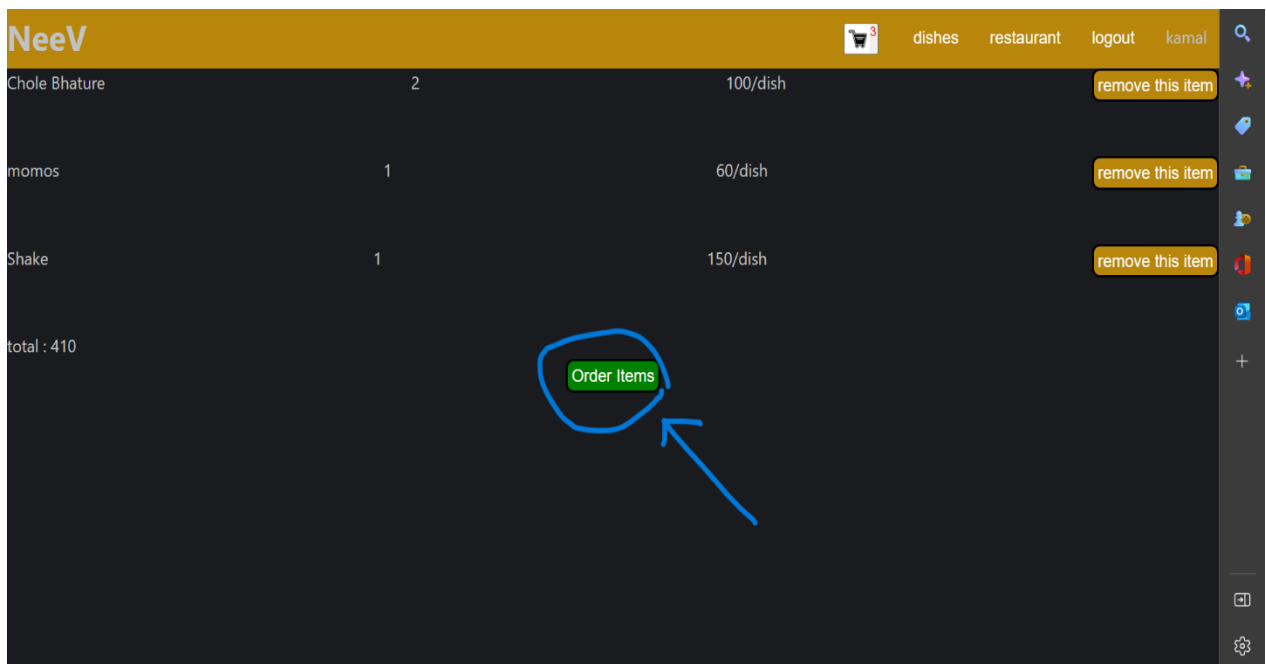 NeeV 3 dishes restaurant logout kamal
Chole Bhature 2 100/dish remove this item
momos 1 60/dish remove this item
Shake 1 150/dish remove this item
total : 410
Order Items